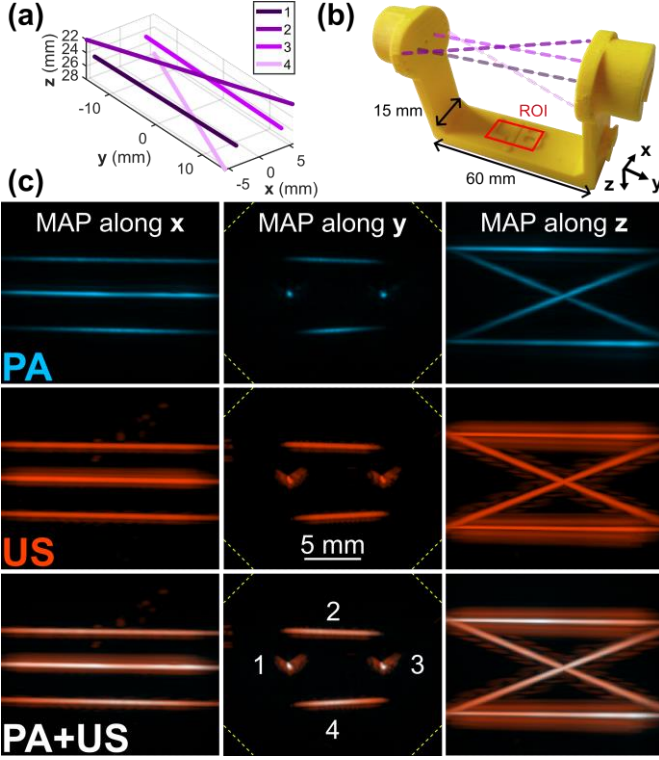 (a)
22
24
26
28
z (mm)
-10
0
10
y (mm)
-5
0
5
x (mm)
1
2
3
4
(b)
15 mm
ROI
60 mm
x
y
z
(c)
MAP along x
MAP along y
MAP along z
PA
US
5 mm
PA+US
2
1
3
4